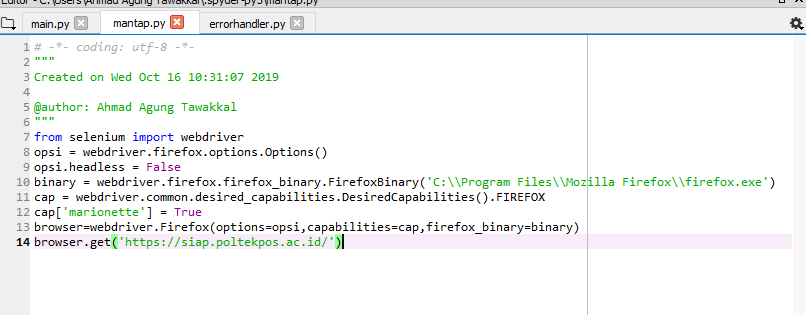 Editor - C:\Users\Ahmad Agung Tawakkal\.spyder-py3\mantap.py
main.py mantap.py errorhandler.py
1 # -*- coding: utf-8 -*-
2 """
3 Created on Wed Oct 16 10:31:07 2019
4
5 @author: Ahmad Agung Tawakkal
6 """
7 from selenium import webdriver
8 opsi = webdriver.firefox.options.Options()
9 opsi.headless = False
10 binary = webdriver.firefox.firefox_binary.FirefoxBinary('C:\\Program Files\\Mozilla Firefox\\firefox.exe')
11 cap = webdriver.common.desired_capabilities.DesiredCapabilities().FIREFOX
12 cap['marionette'] = True
13 browser=webdriver.Firefox(options=opsi,capabilities=cap,firefox_binary=binary)
14 browser.get('https://siap.poltekpos.ac.id/')